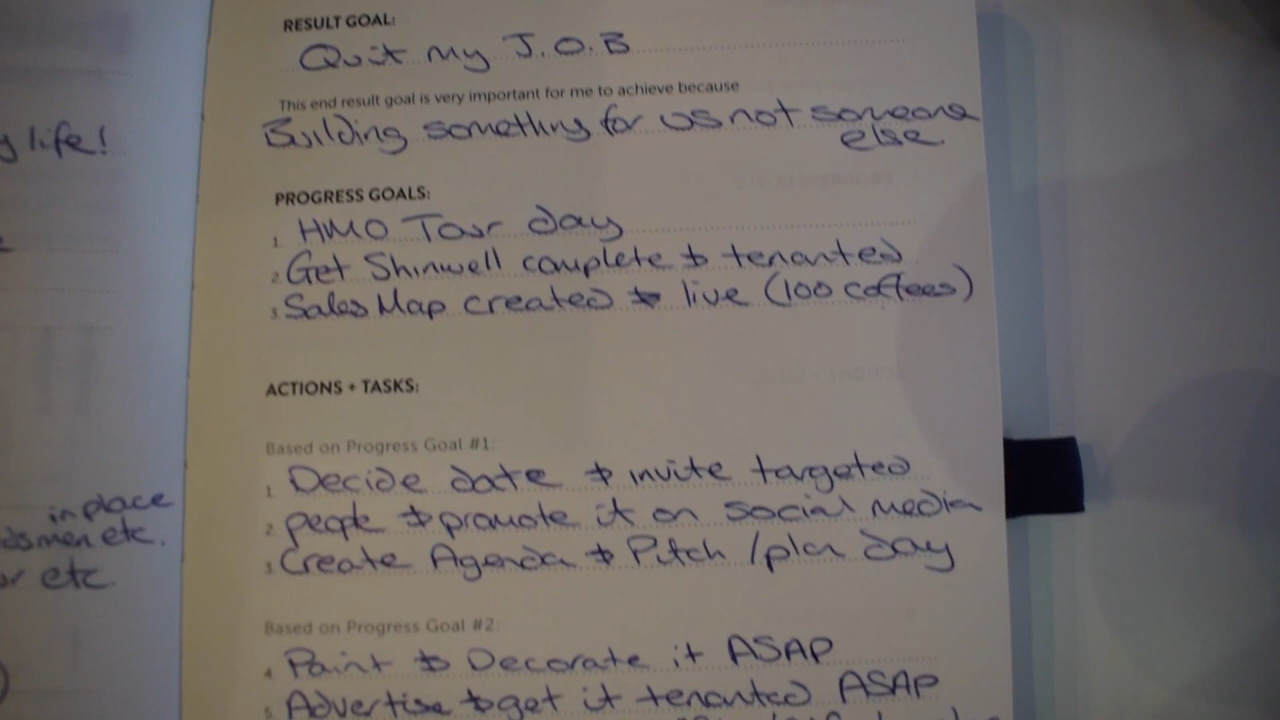 RESULT GOAL:
Quit my J.O.B
This end result goal is very important for me to achieve because
Building something for us not someone
else.
PROGRESS GOALS:
1. HMO Tour day
2. Get Shinwell complete & tenanted
3. Sales Map created & live (100 coffees)
ACTIONS + TASKS:
Based on Progress Goal #1:
1. Decide date & invite targeted
2. people & promote it on social media
3. Create Agenda & Pitch /plan day
Based on Progress Goal #2:
4. Paint & Decorate it ASAP
5. Advertise & get it tenanted ASAP
life!
in place
etc.
etc